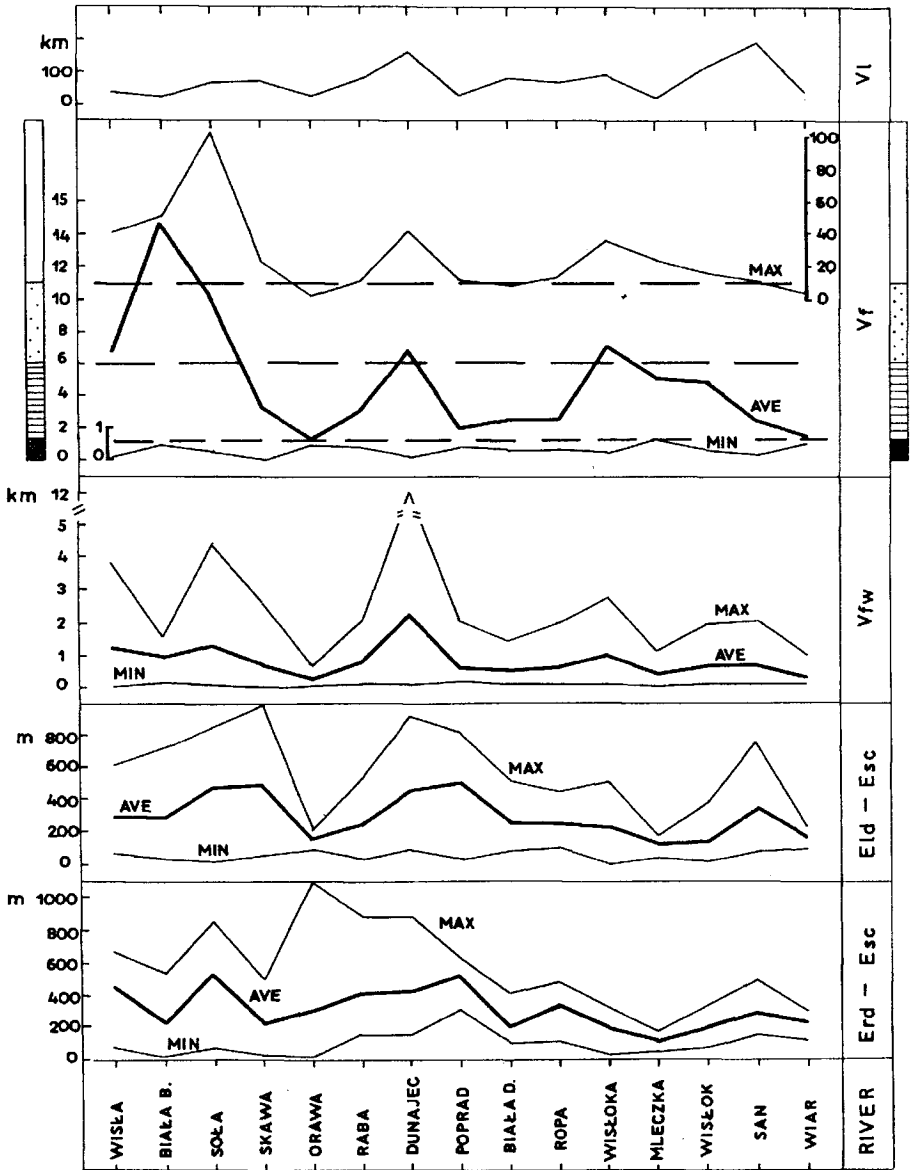 km
100
0
Vl
15
14
12
10
8
6
4
2
0
1
0
100
80
60
40
20
0
MAX
AVE
MIN
Vf
km
12
5
4
3
2
1
0
MAX
AVE
MIN
Vfw
m 800
600
400
200
0
MAX
AVE
MIN
Eld – Esc
m 1000
800
600
400
200
0
MAX
AVE
MIN
Erd – Esc
WISŁA
BIAŁA B.
SOŁA
SKAWA
ORAWA
RABA
DUNAJEC
POPRAD
BIAŁA D.
ROPA
WISŁOKA
MLECZKA
WISŁOK
SAN
WIAR
RIVER